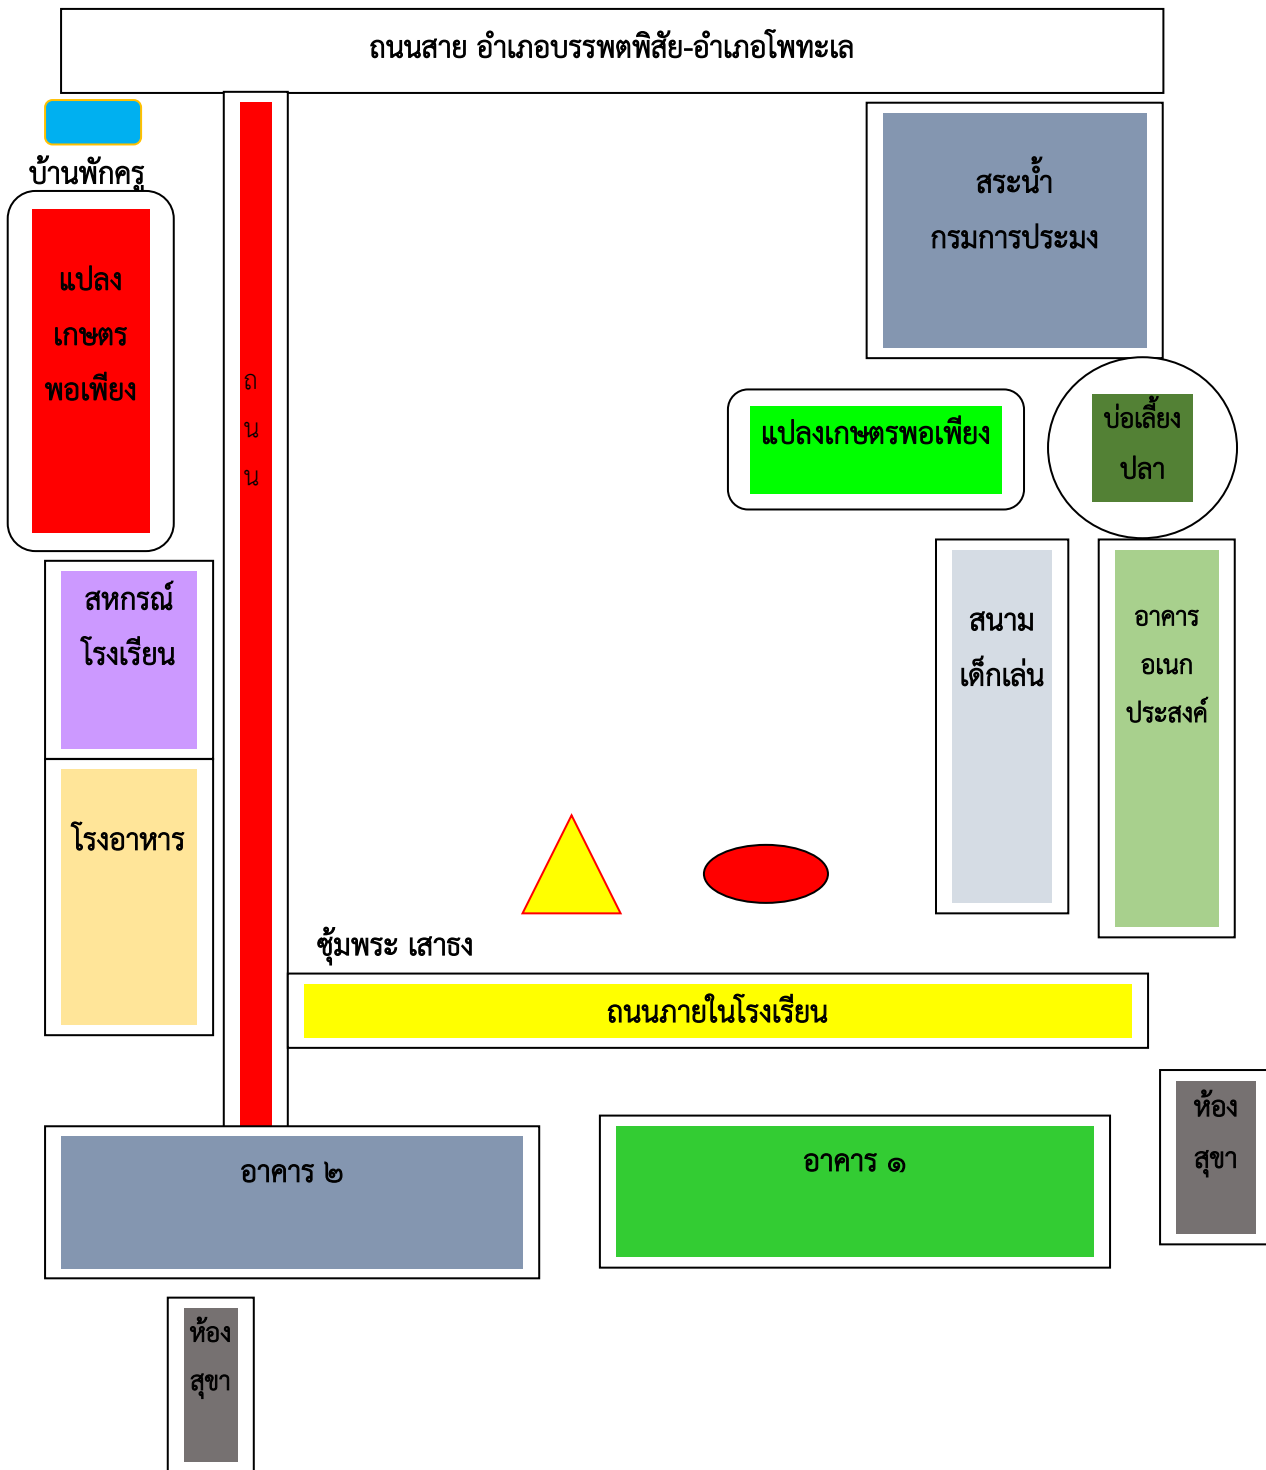 ถนนสาย อำเภอบรรพตพิสัย-อำเภอโพทะเล
บ้านพักครู
สระน้ำ
กรมการประมง
แปลง
เกษตร
พอเพียง
ถ
น
น
แปลงเกษตรพอเพียง
บ่อเลี้ยง
ปลา
สหกรณ์
โรงเรียน
สนาม
เด็กเล่น
อาคาร
อเนก
ประสงค์
โรงอาหาร
ซุ้มพระ เสาธง
ถนนภายในโรงเรียน
ห้อง
สุขา
อาคาร ๒
อาคาร ๑
ห้อง
สุขา